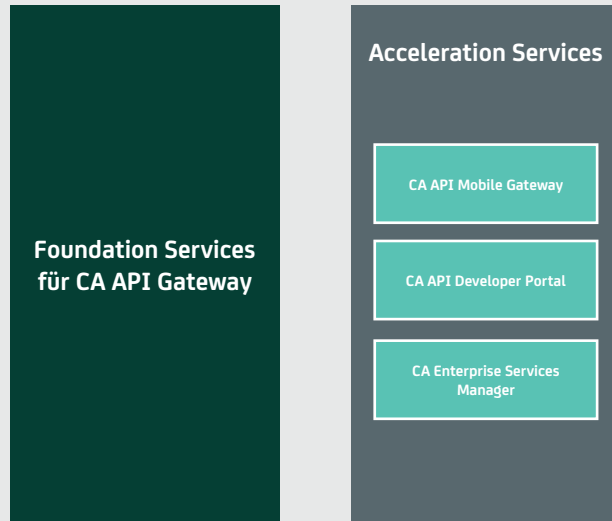 Foundation Services
für CA API Gateway
Acceleration Services
CA API Mobile Gateway
CA API Developer Portal
CA Enterprise Services
Manager